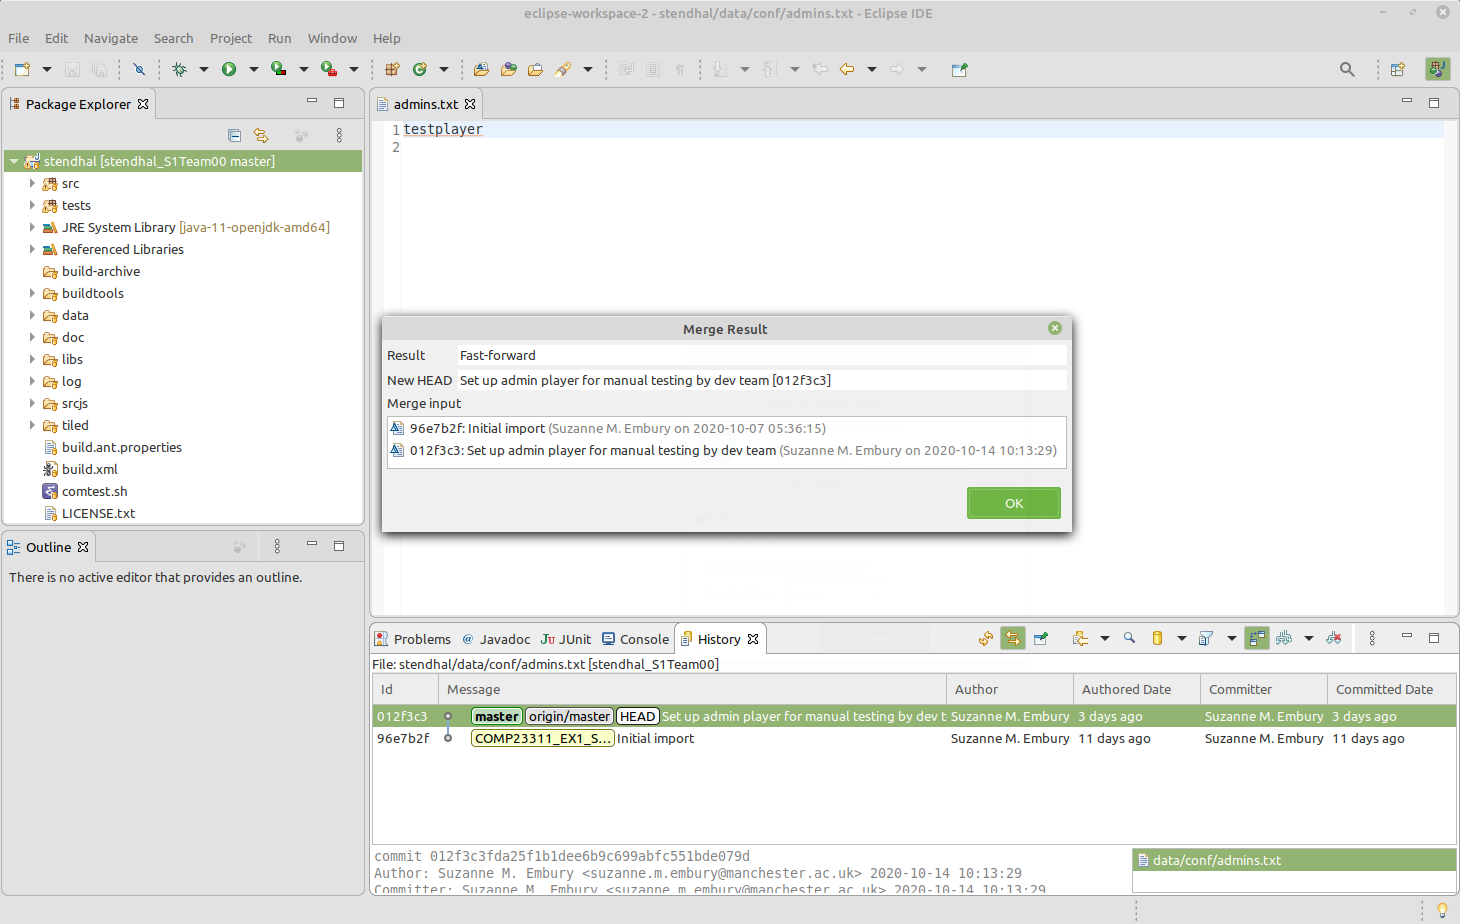 eclipse-workspace-2 - stendhal/data/conf/admins.txt - Eclipse IDE
File Edit Navigate Search Project Run Window Help
Package Explorer
stendhal [stendhal_S1Team00 master]
src
tests
JRE System Library [java-11-openjdk-amd64]
Referenced Libraries
build-archive
buildtools
data
doc
libs
log
srcjs
tiled
build.ant.properties
build.xml
comtest.sh
LICENSE.txt
Outline
There is no active editor that provides an outline.
admins.txt
1 testplayer
2
Merge Result
Result Fast-forward
New HEAD Set up admin player for manual testing by dev team [012f3c3]
Merge input
96e7b2f: Initial import (Suzanne M. Embury on 2020-10-07 05:36:15)
012f3c3: Set up admin player for manual testing by dev team (Suzanne M. Embury on 2020-10-14 10:13:29)
OK
Problems @ Javadoc Ju JUnit Console History
File: stendhal/data/conf/admins.txt [stendhal_S1Team00]
Id Message Author Authored Date Committer Committed Date
012f3c3 master origin/master HEAD Set up admin player for manual testing by dev t Suzanne M. Embury 3 days ago Suzanne M. Embury 3 days ago
96e7b2f COMP23311_EX1_S... Initial import Suzanne M. Embury 11 days ago Suzanne M. Embury 11 days ago
commit 012f3c3fda25f1b1dee6b9c699abfc551bde079d
Author: Suzanne M. Embury <suzanne.m.embury@manchester.ac.uk> 2020-10-14 10:13:29
Committer: Suzanne M. Embury <suzanne.m.embury@manchester.ac.uk> 2020-10-14 10:13:29
data/conf/admins.txt